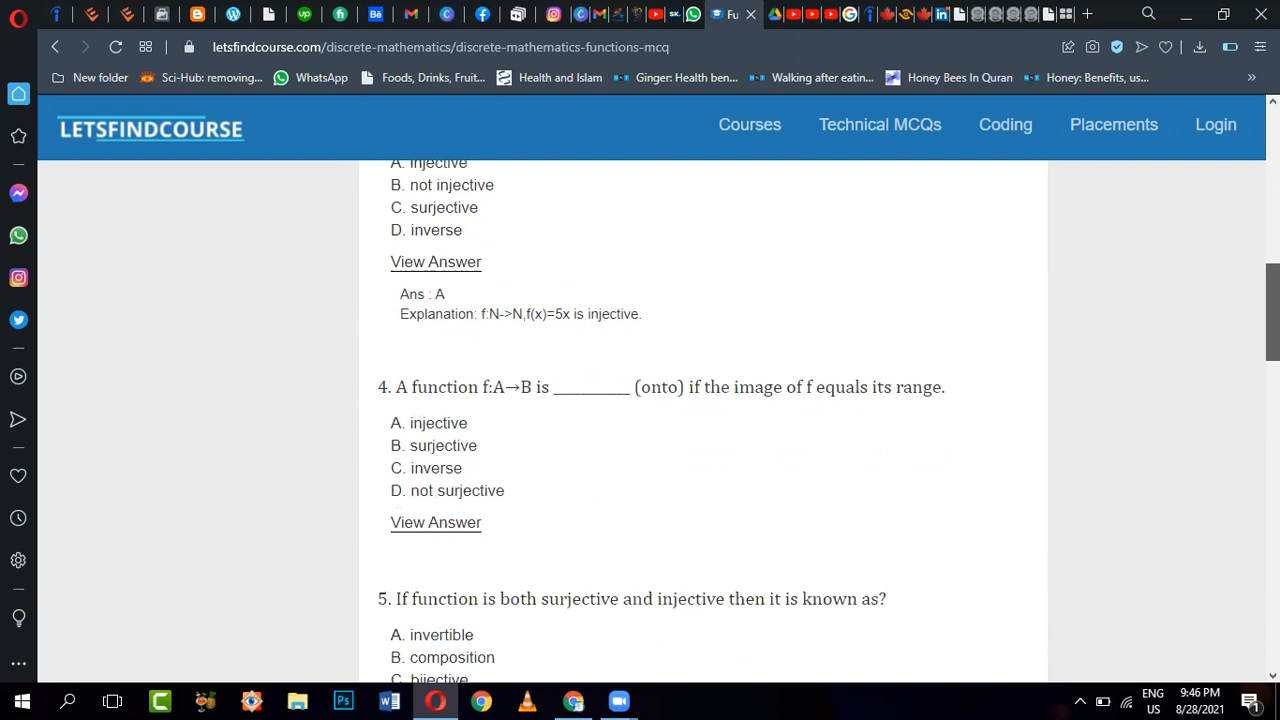 Fu
SK.
letsfindcourse.com/discrete-mathematics/discrete-mathematics-functions-mcq
New folder
Sci-Hub: removing...
WhatsApp
Foods, Drinks, Fruit...
Health and Islam
Ginger: Health ben...
Walking after eatin...
Honey Bees In Quran
Honey: Benefits, us...
LETSFINDCOURSE
Courses
Technical MCQs
Coding
Placements
Login
A. injective
B. not injective
C. surjective
D. inverse
View Answer
Ans : A
Explanation: f:N->N,f(x)=5x is injective.
4. A function f:A→B is _________ (onto) if the image of f equals its range.
A. injective
B. surjective
C. inverse
D. not surjective
View Answer
5. If function is both surjective and injective then it is known as?
A. invertible
B. composition
C. bijective
ENG
US
9:46 PM
8/28/2021